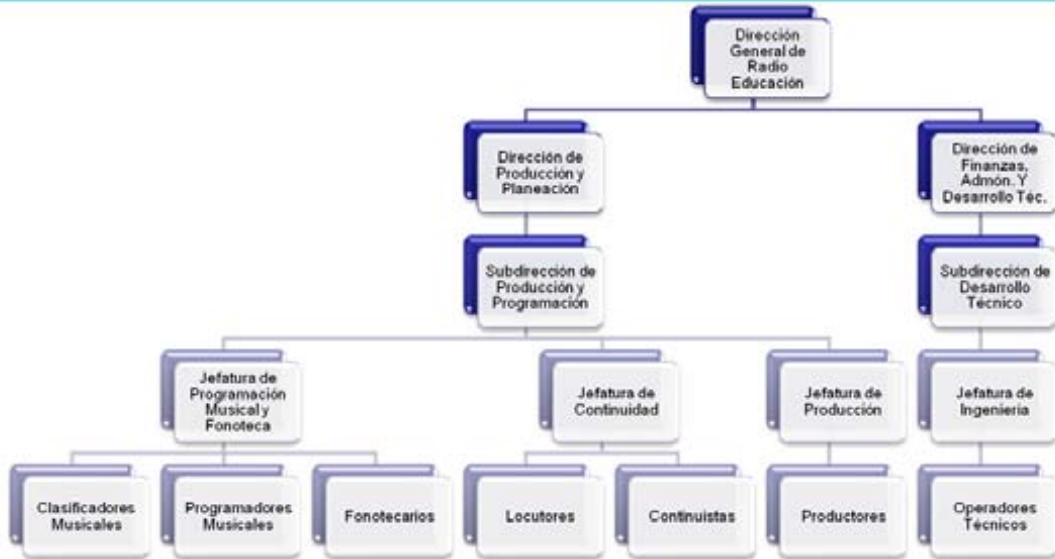 Dirección
General de
Radio
Educación
Dirección de
Producción y
Planeación
Dirección de
Finanzas,
Admón. Y
Desarrollo Téc.
Subdirección de
Producción y
Programación
Subdirección de
Desarrollo
Técnico
Jefatura de
Programación
Musical y
Fonoteca
Jefatura de
Continuidad
Jefatura de
Producción
Jefatura de
Ingeniería
Clasificadores
Musicales
Programadores
Musicales
Fonotecarios
Locutores
Continuistas
Productores
Operadores
Técnicos